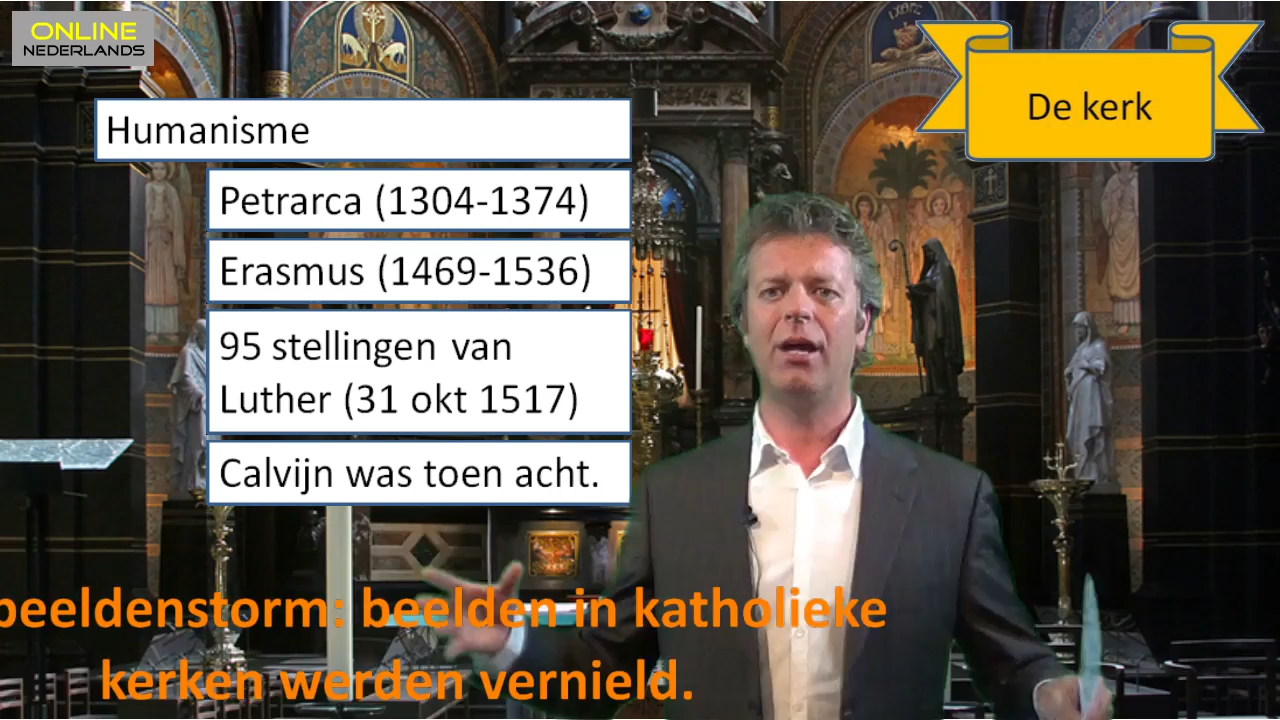 ONLINE
NEDERLANDS
De kerk
Humanisme
Petrarca (1304-1374)
Erasmus (1469-1536)
95 stellingen van
Luther (31 okt 1517)
Calvijn was toen acht.
beeldenstorm: beelden in katholieke
kerken werden vernield.